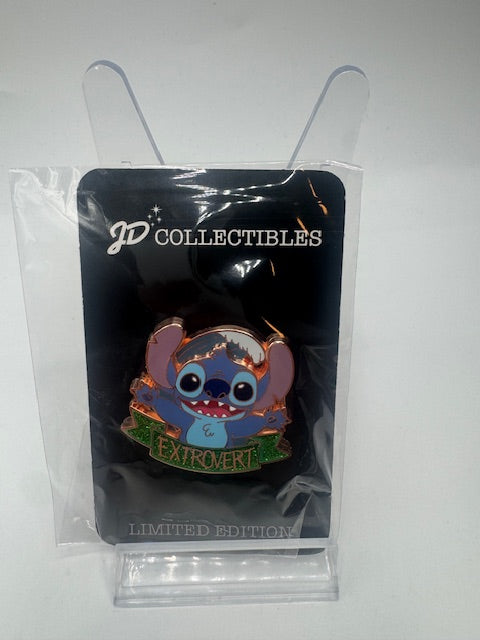 JD COLLECTIBLES
EXTROVERT
LIMITED EDITION